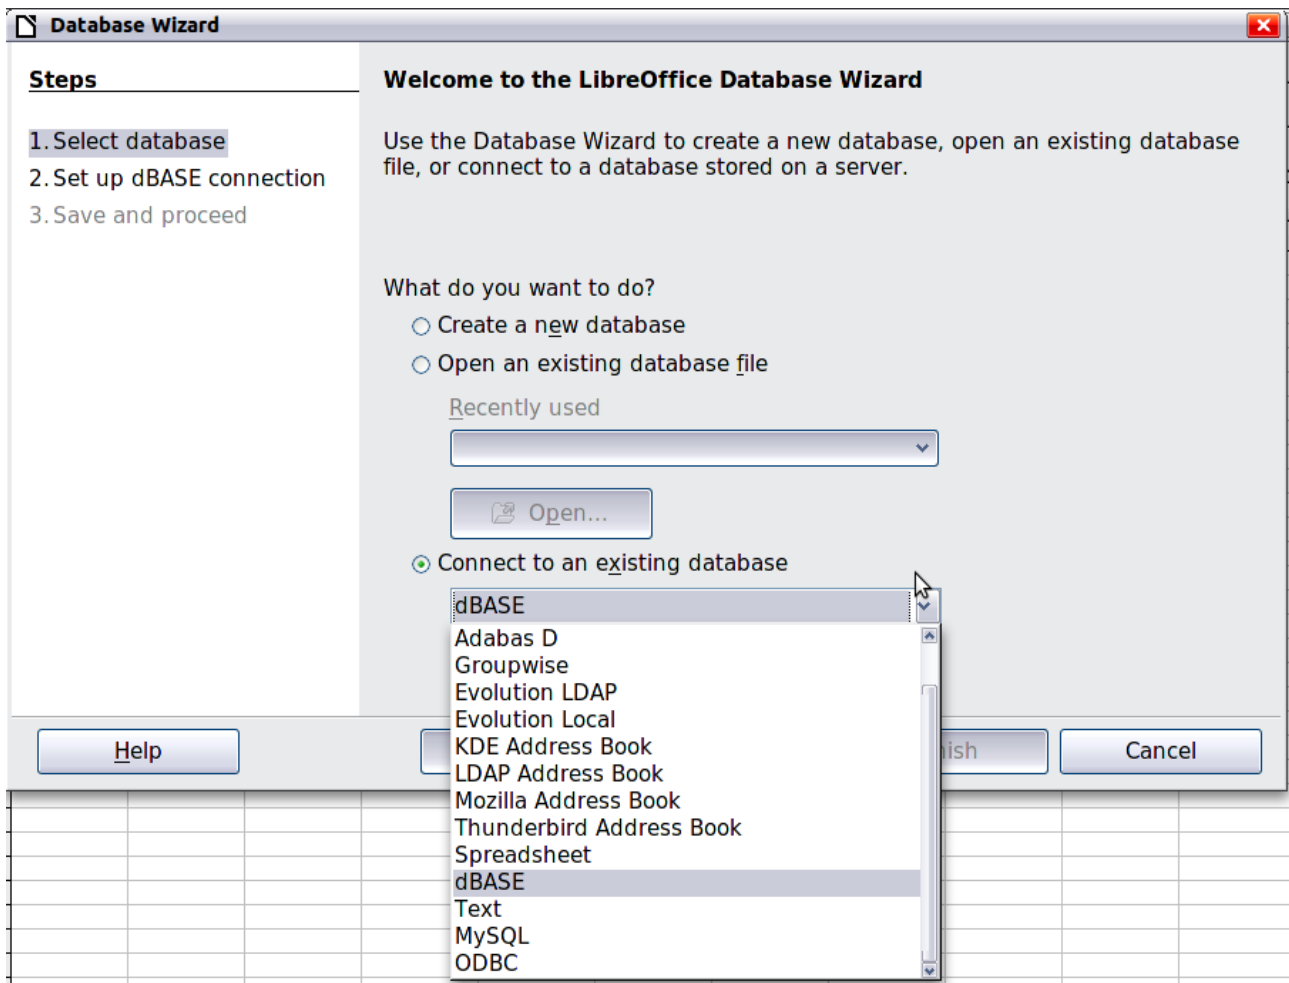 Database Wizard
Steps
1. Select database
2. Set up dBASE connection
3. Save and proceed
Welcome to the LibreOffice Database Wizard
Use the Database Wizard to create a new database, open an existing database
file, or connect to a database stored on a server.
What do you want to do?
Create a new database
Open an existing database file
Recently used
Open...
Connect to an existing database
dBASE
Adabas D
Groupwise
Evolution LDAP
Evolution Local
KDE Address Book
LDAP Address Book
Mozilla Address Book
Thunderbird Address Book
Spreadsheet
dBASE
Text
MySQL
ODBC
Help
Cancel